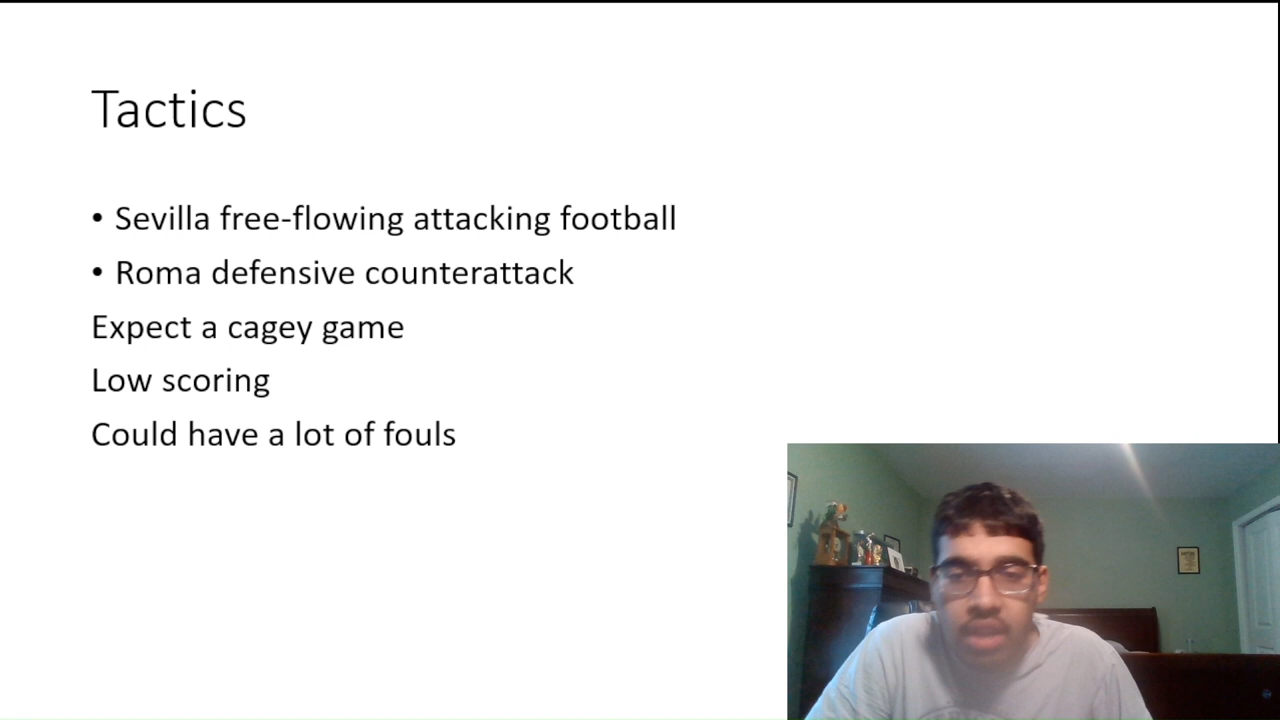 Tactics
• Sevilla free-flowing attacking football
• Roma defensive counterattack
Expect a cagey game
Low scoring
Could have a lot of fouls